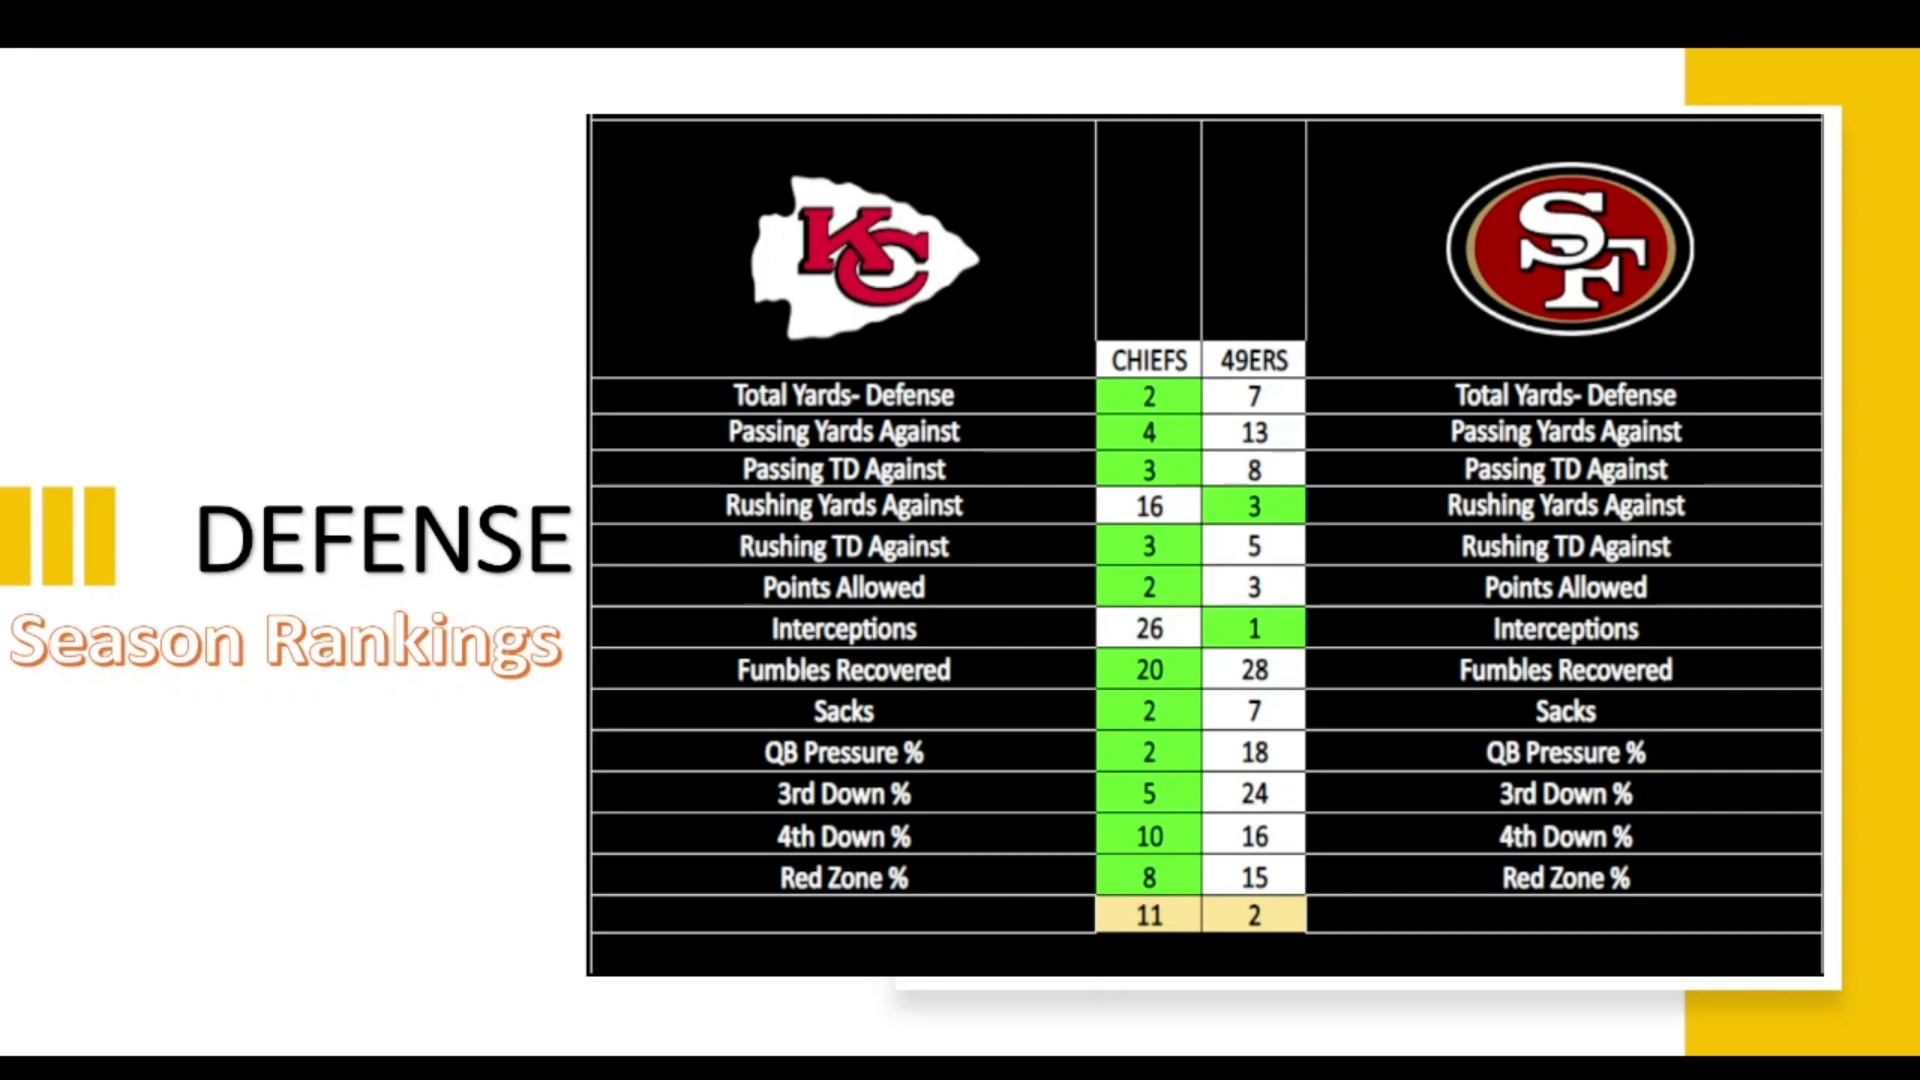 KC
SF
CHIEFS 49ERS
Total Yards- Defense 2 7 Total Yards- Defense
Passing Yards Against 4 13 Passing Yards Against
Passing TD Against 3 8 Passing TD Against
Rushing Yards Against 16 3 Rushing Yards Against
Rushing TD Against 3 5 Rushing TD Against
Points Allowed 2 3 Points Allowed
Interceptions 26 1 Interceptions
Fumbles Recovered 20 28 Fumbles Recovered
Sacks 2 7 Sacks
QB Pressure % 2 18 QB Pressure %
3rd Down % 5 24 3rd Down %
4th Down % 10 16 4th Down %
Red Zone % 8 15 Red Zone %
11 2
DEFENSE
Season Rankings